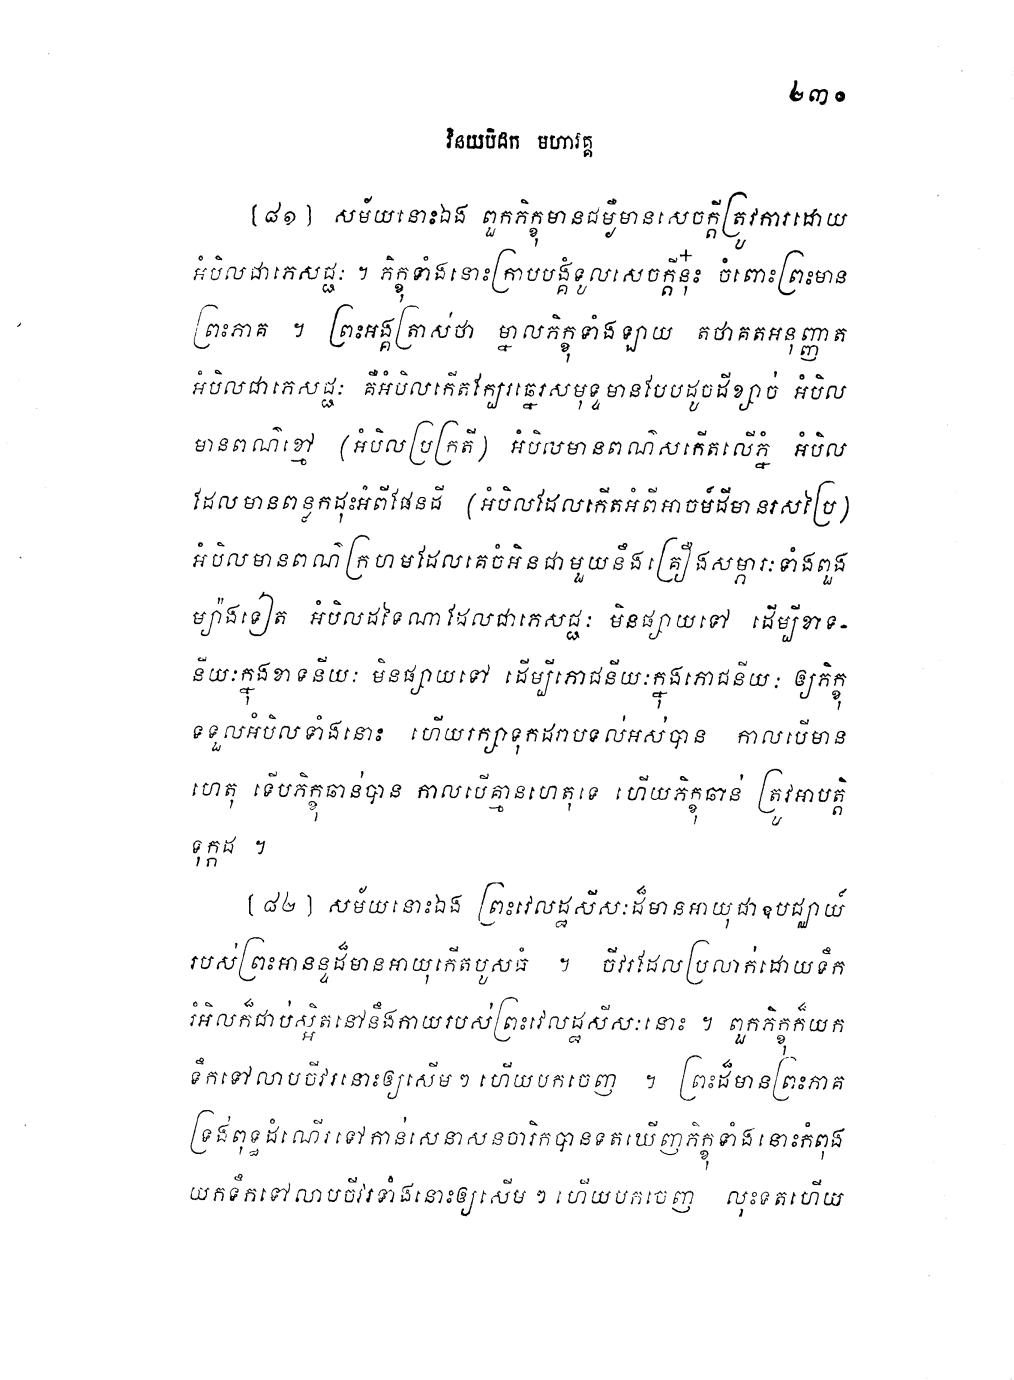 ២៣០
វិនយបិដក មហាវគ្គ
[៨១] សម័យនោះឯង ពួកភិក្ខុមានជម្ងឺមានសេចក្តីត្រូវការដោយ
អំបិលជាភេសជ្ជៈ ។ ភិក្ខុទាំងនោះក្រាបបង្គំទូលសេចក្តីនុ៎ះ ចំពោះព្រះមាន
ព្រះភាគ ។ ព្រះអង្គត្រាស់ថា ម្នាលភិក្ខុទាំងឡាយ តថាគតអនុញ្ញាត
អំបិលជាភេសជ្ជៈ គឺអំបិលកើតក្បែរឆ្នេរសមុទ្ទមានបែបដូចដីខ្សាច់ អំបិល
មានពណ៌ខ្មៅ (អំបិលប្រក្រតី) អំបិលមានពណ៌សកើតលើភ្នំ អំបិល
ដែលមានពន្លកដុះអំពីផែនដី (អំបិលដែលកើតអំពីអាចម៍ដីមានរសប្រៃ)
អំបិលមានពណ៌ក្រហមដែលគេចំអិនជាមួយនឹងគ្រឿងសម្ភារៈទាំងពួង
ម្យ៉ាងទៀត អំបិលដទៃណាដែលជាភេសជ្ជៈ មិនផ្សាយទៅ ដើម្បីខាទ-
នីយៈក្នុងខាទនីយៈ មិនផ្សាយទៅ ដើម្បីភោជនីយៈក្នុងភោជនីយៈ ឲ្យភិក្ខុ
ទទួលអំបិលទាំងនោះ ហើយរក្សាទុកដរាបទល់អស់បាន កាលបើមាន
ហេតុ ទើបភិក្ខុឆាន់បាន កាលបើគ្មានហេតុទេ ហើយភិក្ខុឆាន់ ត្រូវអាបត្តិ
ទុក្កដ ។
[៨២] សម័យនោះឯង ព្រះវេលដ្ឋសីសៈដ៏មានអាយុជាឧបជ្ឈាយ៍
របស់ព្រះអានន្ទដ៏មានអាយុកើតបូសធំ ។ ចីវរដែលប្រលាក់ដោយទឹក
រំអិលក៏ជាប់ស្អិតនៅនឹងកាយរបស់ព្រះវេលដ្ឋសីសៈនោះ ។ ពួកភិក្ខុក៏យក
ទឹកទៅលាបចីវរនោះឲ្យសើម ៗ ហើយបកចេញ ។ ព្រះដ៏មានព្រះភាគ
ទ្រង់ពុទ្ធដំណើរទៅកាន់សេនាសនចារិកបានទតឃើញភិក្ខុទាំងនោះកំពុង
យកទឹកទៅលាបចីវរទាំងនោះឲ្យសើម ៗ ហើយបកចេញ លុះទតហើយ